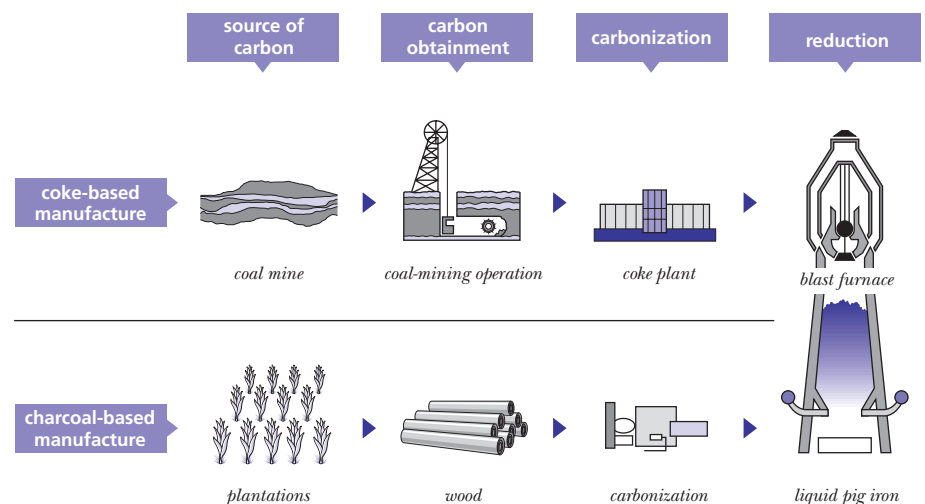 source of
carbon
carbon
obtainment
carbonization
reduction
coke-based
manufacture
coal mine
coal-mining operation
coke plant
blast furnace
charcoal-based
manufacture
plantations
wood
carbonization
liquid pig iron